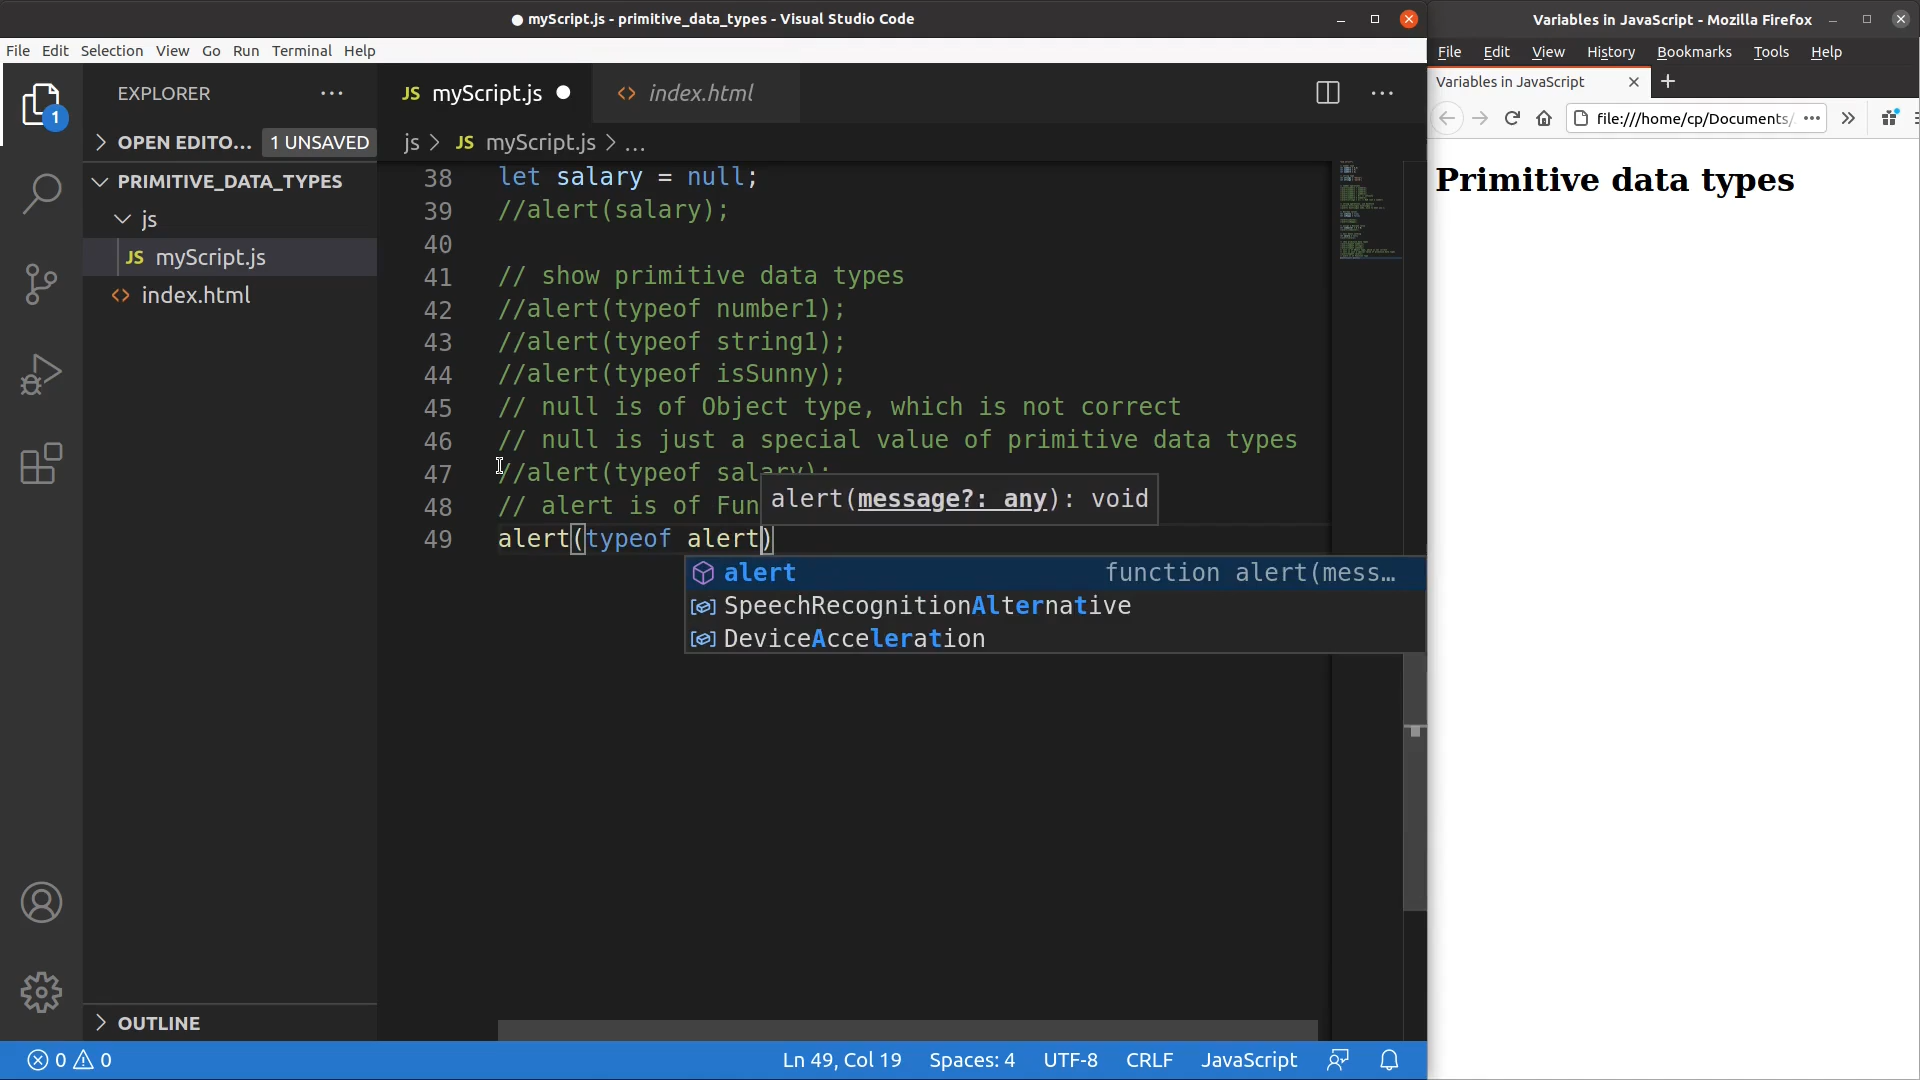 myScript.js - primitive_data_types - Visual Studio Code
File Edit Selection View Go Run Terminal Help
EXPLORER
OPEN EDITO... 1 UNSAVED
PRIMITIVE_DATA_TYPES
js
JS myScript.js
<> index.html
OUTLINE
1
JS myScript.js
<> index.html
js > JS myScript.js > ...
38 let salary = null;
39 //alert(salary);
40
41 // show primitive data types
42 //alert(typeof number1);
43 //alert(typeof string1);
44 //alert(typeof isSunny);
45 // null is of Object type, which is not correct
46 // null is just a special value of primitive data types
47 //alert(typeof salary);
48 // alert is of Fun
49 alert(typeof alert)
alert(message?: any): void
alert function alert(mess...
SpeechRecognitionAlternative
DeviceAcceleration
0 0 Ln 49, Col 19 Spaces: 4 UTF-8 CRLF JavaScript
Variables in JavaScript - Mozilla Firefox
File Edit View History Bookmarks Tools Help
Variables in JavaScript
file:///home/cp/Documents/
Primitive data types